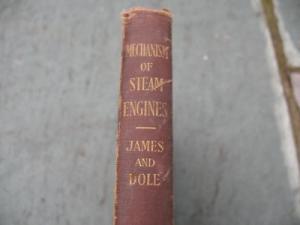 MECHANISM
OF
STEAM
ENGINES
JAMES
AND
DOLE